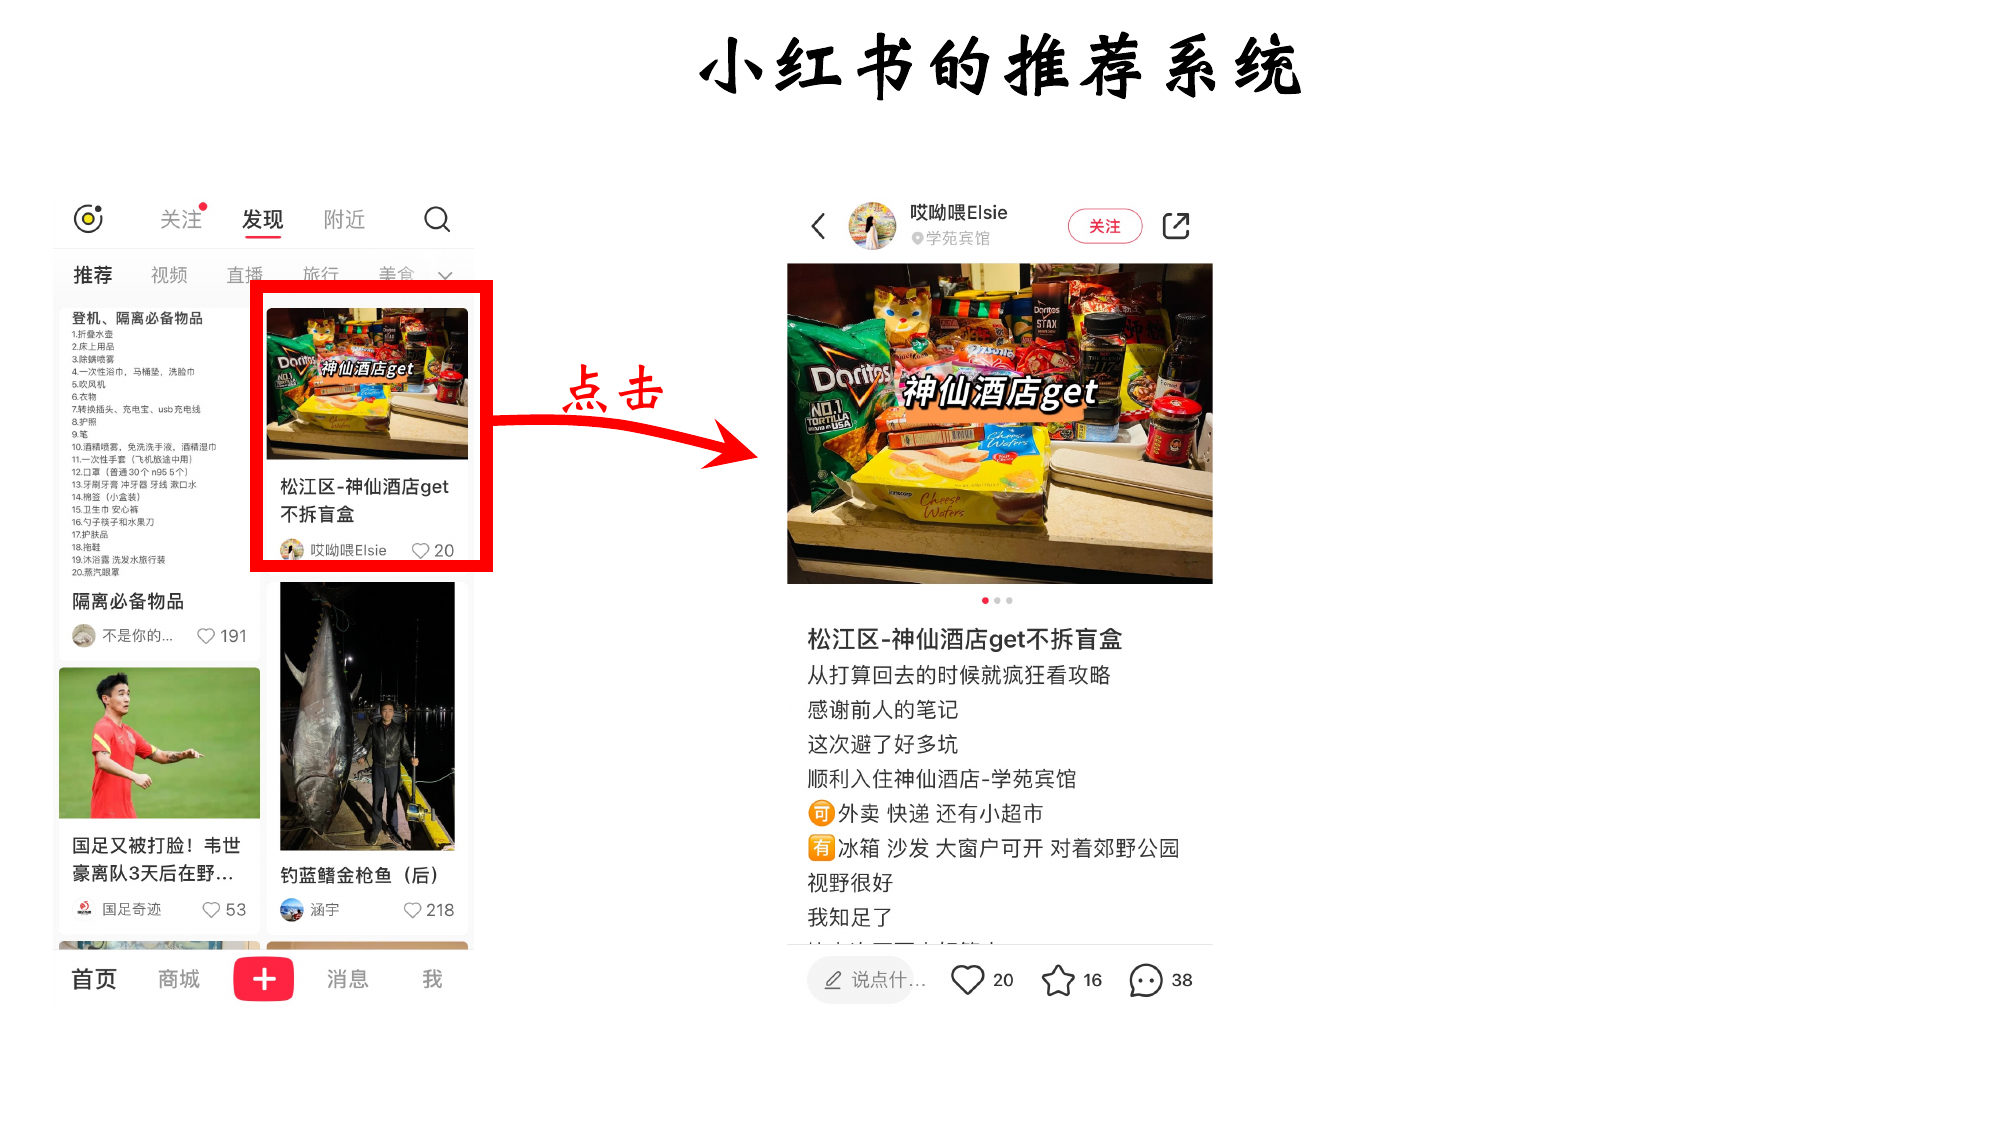 小红书的推荐系统
关注 发现 附近
推荐 视频 直播 旅行 美食
登机、隔离必备物品
1.折叠水壶
2.床上用品
3.除螨喷雾
4.一次性浴巾，马桶垫，洗脸巾
5.吹风机
6.衣物
7.转换插头、充电宝、usb充电线
8.护照
9.笔
10.酒精喷雾，免洗洗手液，酒精湿巾
11.一次性手套（飞机旅途中用）
12.口罩（普通30个 n95 5个）
13.牙刷牙膏 冲牙器 牙线 漱口水
14.棉签（小盒装）
15.卫生巾 安心裤
16.勺子筷子和水果刀
17.护肤品
18.拖鞋
19.沐浴露 洗发水旅行装
20.蒸汽眼罩
隔离必备物品
不是你的... 191
国足又被打脸！韦世
豪离队3天后在野...
国足奇迹 53
Doritos
神仙酒店get
松江区-神仙酒店get
不拆盲盒
哎呦喂Elsie 20
钓蓝鳍金枪鱼（后）
涵宇 218
首页 商城 消息 我
点击
哎呦喂Elsie
学苑宾馆
关注
Doritos
STAX
Doritos
神仙酒店get
NO.1
TORTILLA
Cheese
Wafers
Cheese
Wafers
松江区-神仙酒店get不拆盲盒
从打算回去的时候就疯狂看攻略
感谢前人的笔记
这次避了好多坑
顺利入住神仙酒店-学苑宾馆
🉑外卖 快递 还有小超市
🈶冰箱 沙发 大窗户可开 对着郊野公园
视野很好
我知足了
说点什... 20 16 38